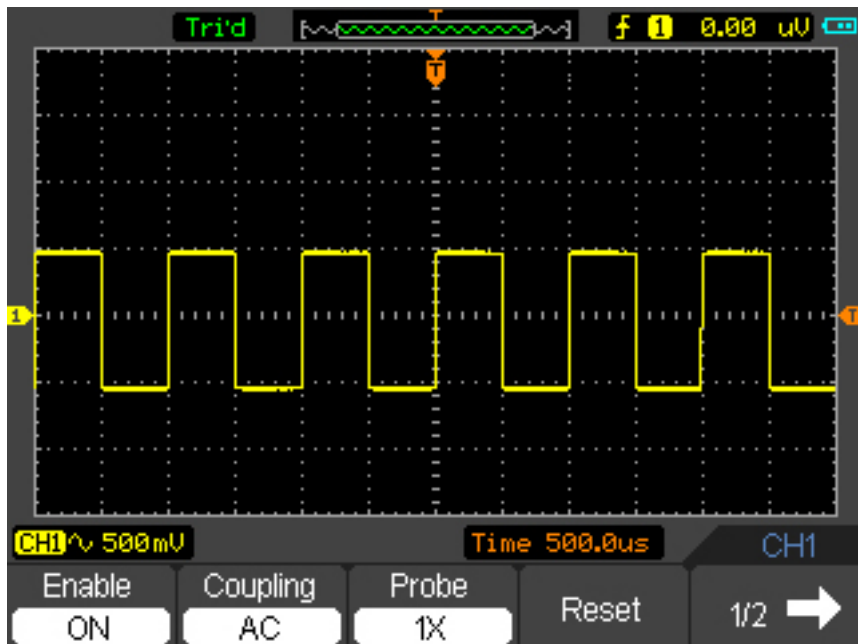 Tri'd T 1 0.00 uV
T
1 T
CH1 500mV Time 500.0us CH1
Enable Coupling Probe Reset 1/2
ON AC 1X